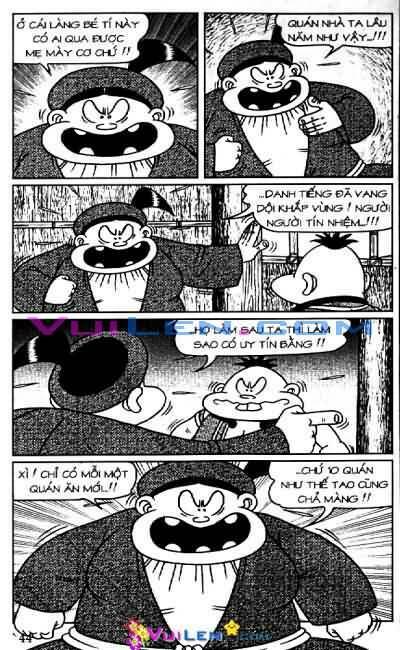 Ở CÁI LÀNG BÉ TÍ NÀY
CÓ AI QUA ĐƯỢC
MẸ MÀY CƠ CHỨ !!
QUÁN NHÀ TA LÂU
NĂM NHƯ VẬY...!!!
...DANH TIẾNG ĐÃ VANG
DỘI KHẮP VÙNG ! NGƯỜI
NGƯỜI TÍN NHIỆM...!!!
VuiLen.com
...HỌ LÀM SAO TA THÌ LÀM
SAO CÓ UY TÍN BẰNG !!
XÌ ! CHỈ CÓ MỖI MỘT
QUÁN ĂN MỚI...!!
...CHỨ 10 QUÁN
NHƯ THẾ TAO CŨNG
CHẢ MÀNG !!
44
VuiLen.com